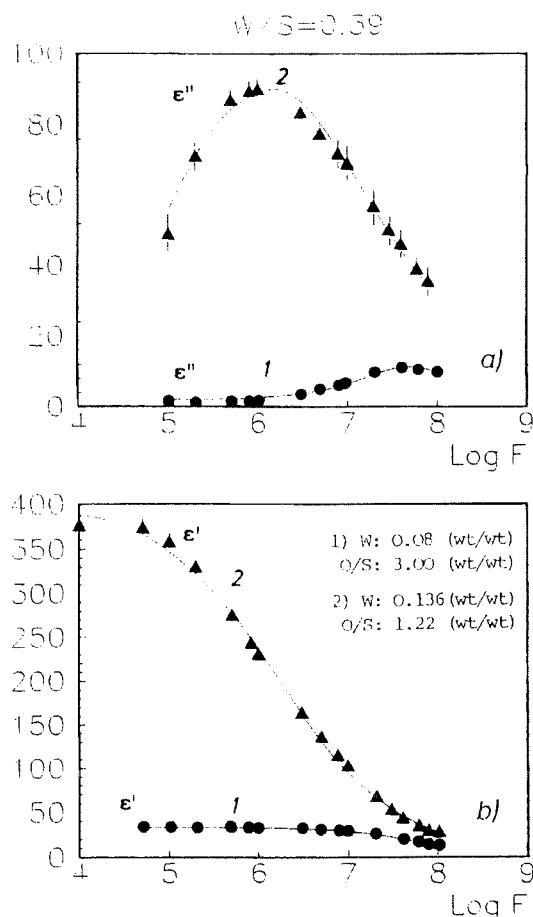 W/S=0.39
100
80
60
40
20
0
ε''
2
ε''
1
a)
4 5 6 7 8 9
Log F
400
350
300
250
200
150
100
50
0
ε'
2
1) W: 0.08 (wt/wt)
O/S: 3.00 (wt/wt)
2) W: 0.136 (wt/wt)
O/S: 1.22 (wt/wt)
ε'
1
b)
4 5 6 7 8 9
Log F